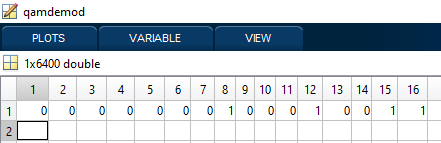 qamdemod
PLOTS VARIABLE VIEW
1x6400 double
1 2 3 4 5 6 7 8 9 10 11 12 13 14 15 16
1 0 0 0 0 0 0 0 1 0 0 0 1 0 0 1 1
2